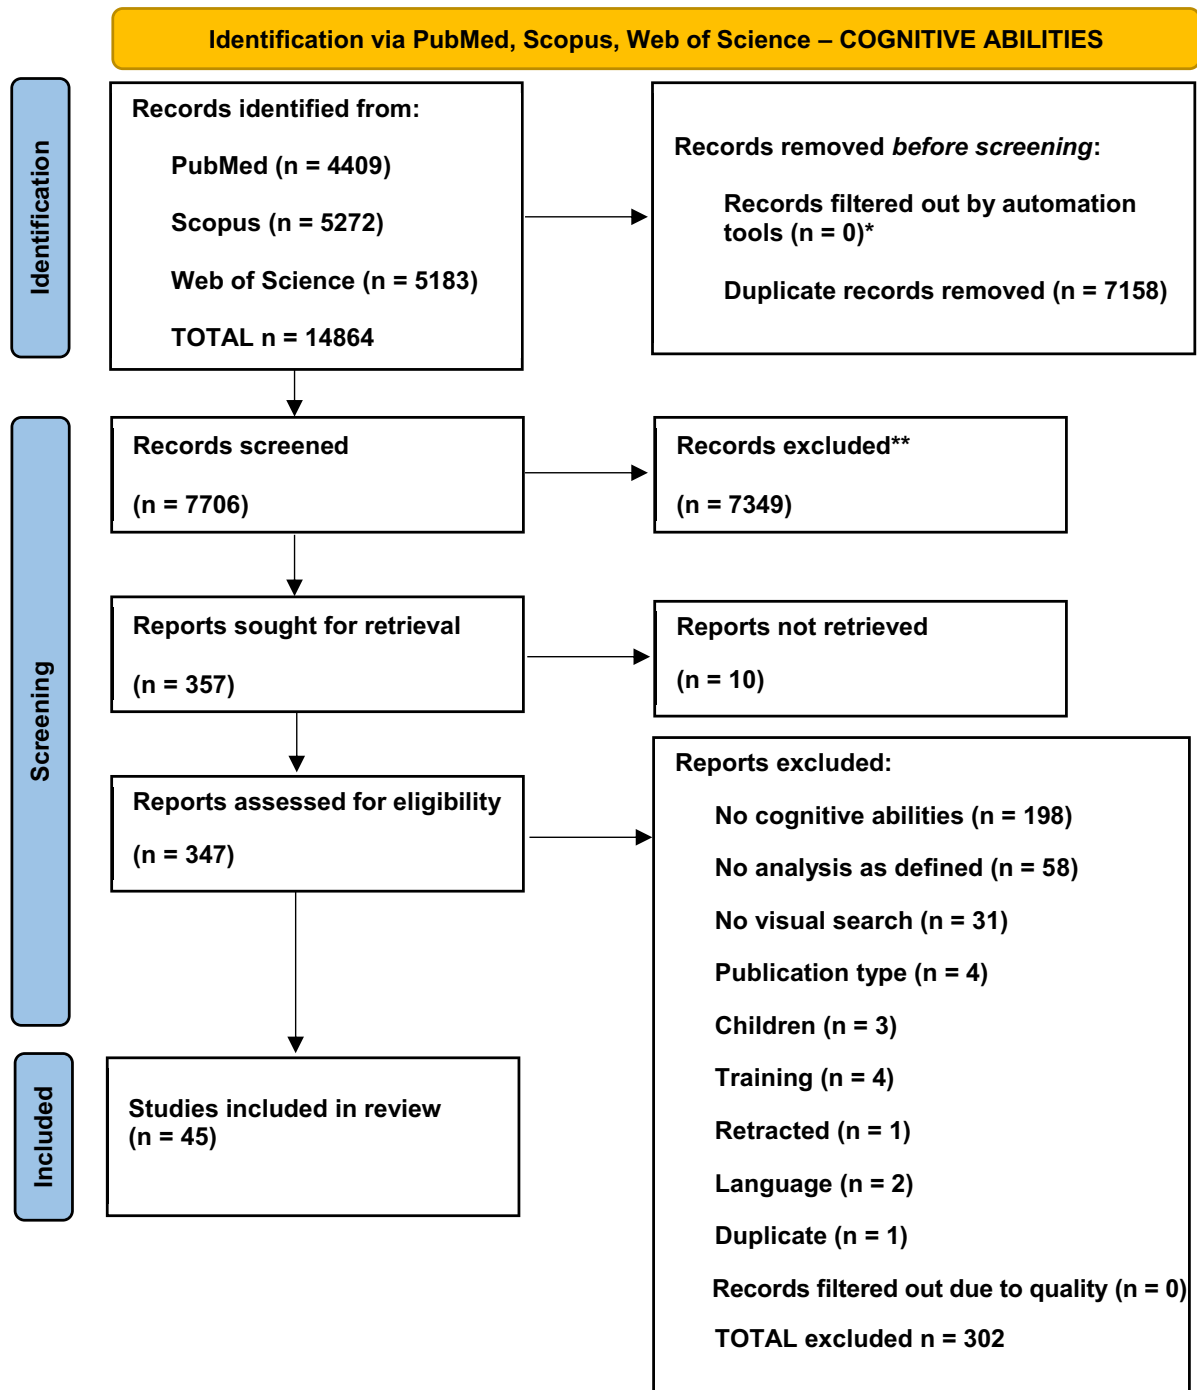 Identification via PubMed, Scopus, Web of Science – COGNITIVE ABILITIES
Identification
Records identified from:
PubMed (n = 4409)
Scopus (n = 5272)
Web of Science (n = 5183)
TOTAL n = 14864
Records removed before screening:
Records filtered out by automation
tools (n = 0)*
Duplicate records removed (n = 7158)
Screening
Records screened
(n = 7706)
Records excluded**
(n = 7349)
Reports sought for retrieval
(n = 357)
Reports not retrieved
(n = 10)
Reports assessed for eligibility
(n = 347)
Reports excluded:
No cognitive abilities (n = 198)
No analysis as defined (n = 58)
No visual search (n = 31)
Publication type (n = 4)
Children (n = 3)
Training (n = 4)
Retracted (n = 1)
Language (n = 2)
Duplicate (n = 1)
Records filtered out due to quality (n = 0)
TOTAL excluded n = 302
Included
Studies included in review
(n = 45)